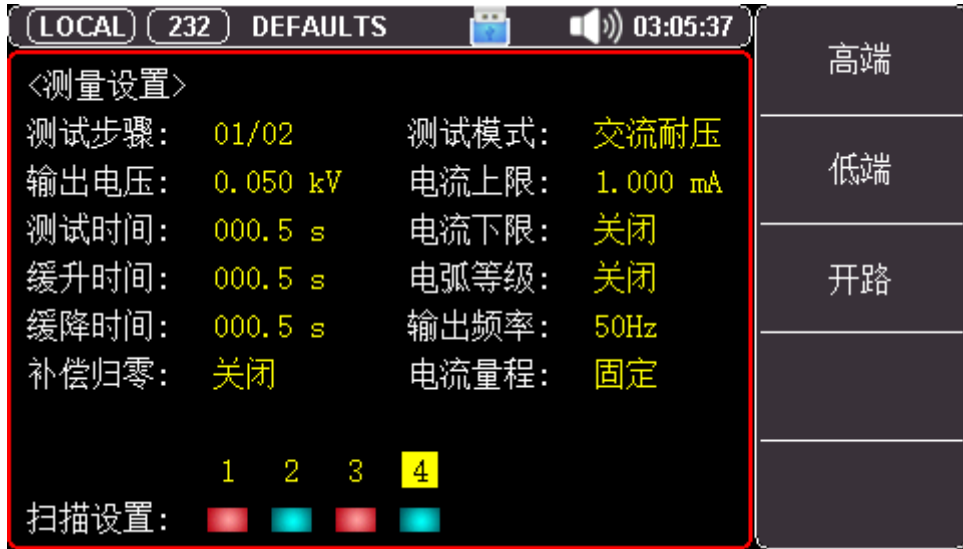 LOCAL 232 DEFAULTS 03:05:37
<测量设置>
测试步骤: 01/02 测试模式: 交流耐压
输出电压: 0.050 kV 电流上限: 1.000 mA
测试时间: 000.5 s 电流下限: 关闭
缓升时间: 000.5 s 电弧等级: 关闭
缓降时间: 000.5 s 输出频率: 50Hz
补偿归零: 关闭 电流量程: 固定
1 2 3 4
扫描设置:
高端
低端
开路